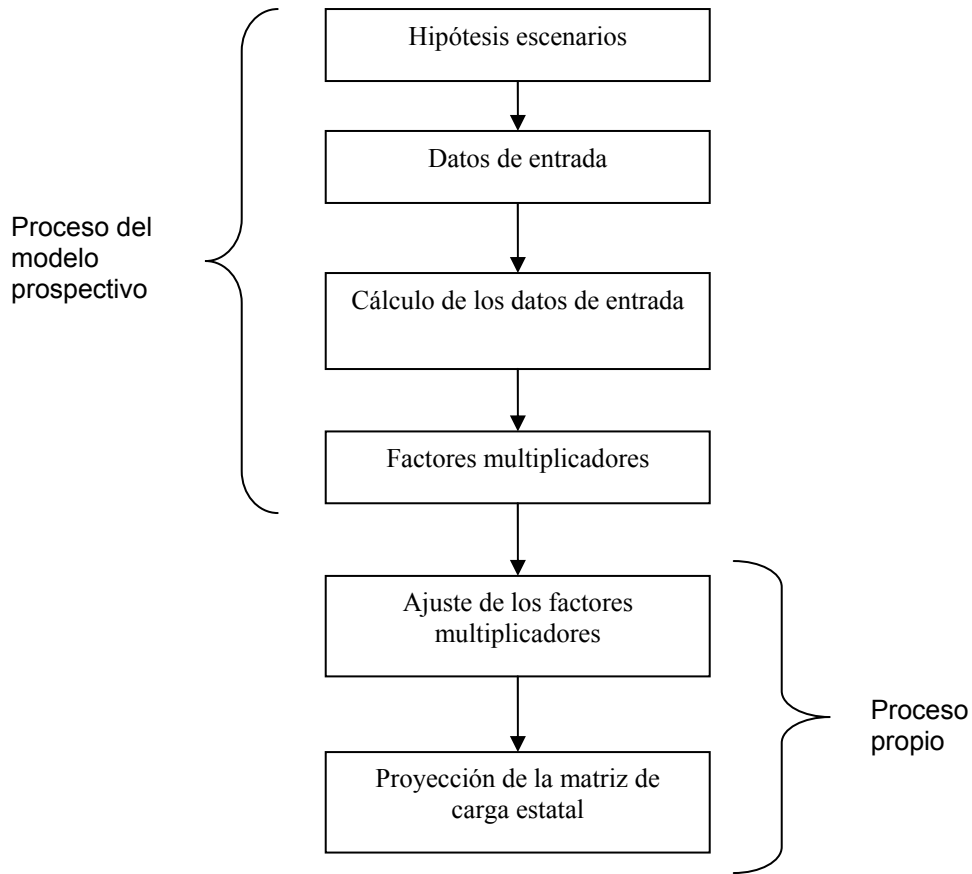 Hipótesis escenarios
Datos de entrada
Proceso del
modelo
prospectivo
Cálculo de los datos de entrada
Factores multiplicadores
Ajuste de los factores
multiplicadores
Proceso
propio
Proyección de la matriz de
carga estatal